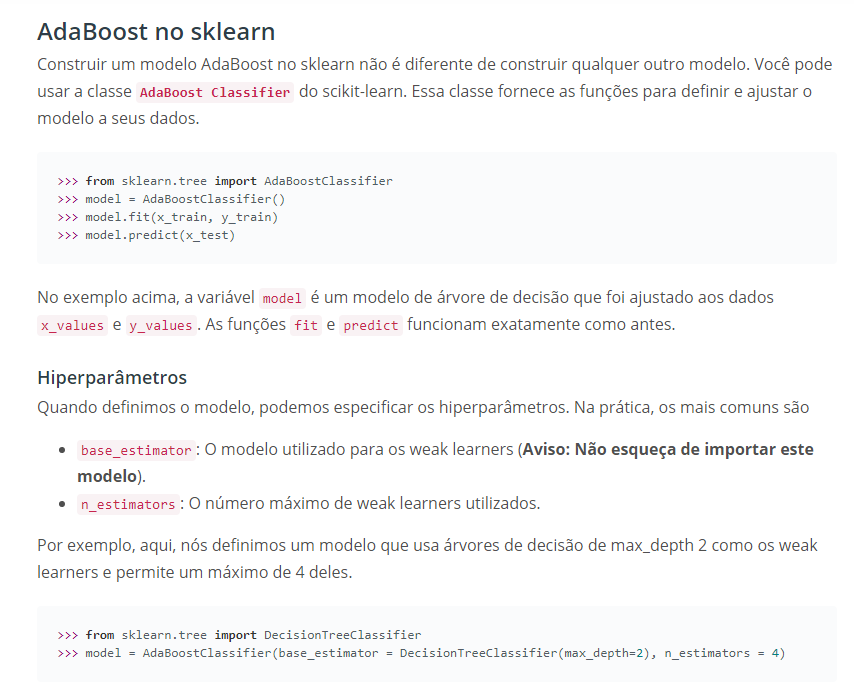 AdaBoost no sklearn
Construir um modelo AdaBoost no sklearn não é diferente de construir qualquer outro modelo. Você pode
usar a classe AdaBoost Classifier do scikit-learn. Essa classe fornece as funções para definir e ajustar o
modelo a seus dados.
>>> from sklearn.tree import AdaBoostClassifier
>>> model = AdaBoostClassifier()
>>> model.fit(x_train, y_train)
>>> model.predict(x_test)
No exemplo acima, a variável model é um modelo de árvore de decisão que foi ajustado aos dados
x_values e y_values. As funções fit e predict funcionam exatamente como antes.
Hiperparâmetros
Quando definimos o modelo, podemos especificar os hiperparâmetros. Na prática, os mais comuns são
• base_estimator: O modelo utilizado para os weak learners (Aviso: Não esqueça de importar este
modelo).
• n_estimators: O número máximo de weak learners utilizados.
Por exemplo, aqui, nós definimos um modelo que usa árvores de decisão de max_depth 2 como os weak
learners e permite um máximo de 4 deles.
>>> from sklearn.tree import DecisionTreeClassifier
>>> model = AdaBoostClassifier(base_estimator = DecisionTreeClassifier(max_depth=2), n_estimators = 4)